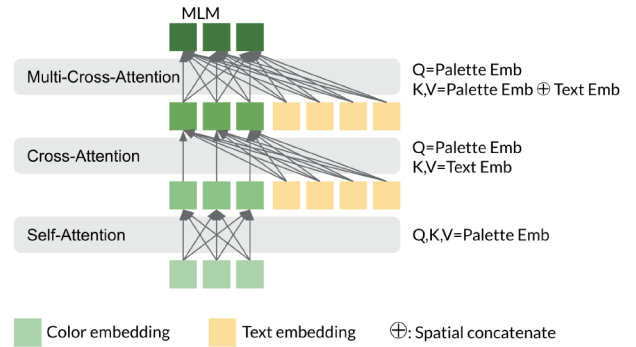 MLM
Multi-Cross-Attention
Q=Palette Emb
K,V=Palette Emb ⊕ Text Emb
Cross-Attention
Q=Palette Emb
K,V=Text Emb
Self-Attention
Q,K,V=Palette Emb
Color embedding
Text embedding
⊕: Spatial concatenate